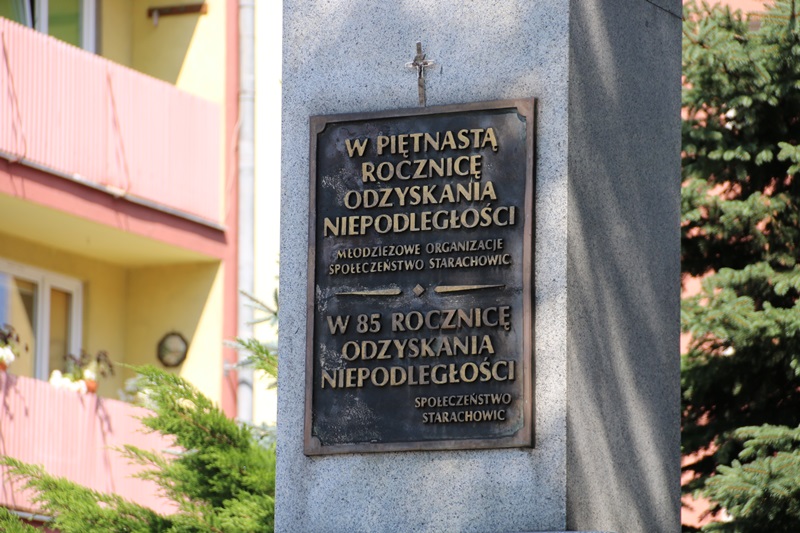 W PIĘTNASTĄ
ROCZNICĘ
ODZYSKANIA
NIEPODLEGŁOŚCI
MŁODZIEŻOWE ORGANIZACJE
SPOŁECZEŃSTWO STARACHOWIC
W 85 ROCZNICĘ
ODZYSKANIA
NIEPODLEGŁOŚCI
SPOŁECZEŃSTWO
STARACHOWIC